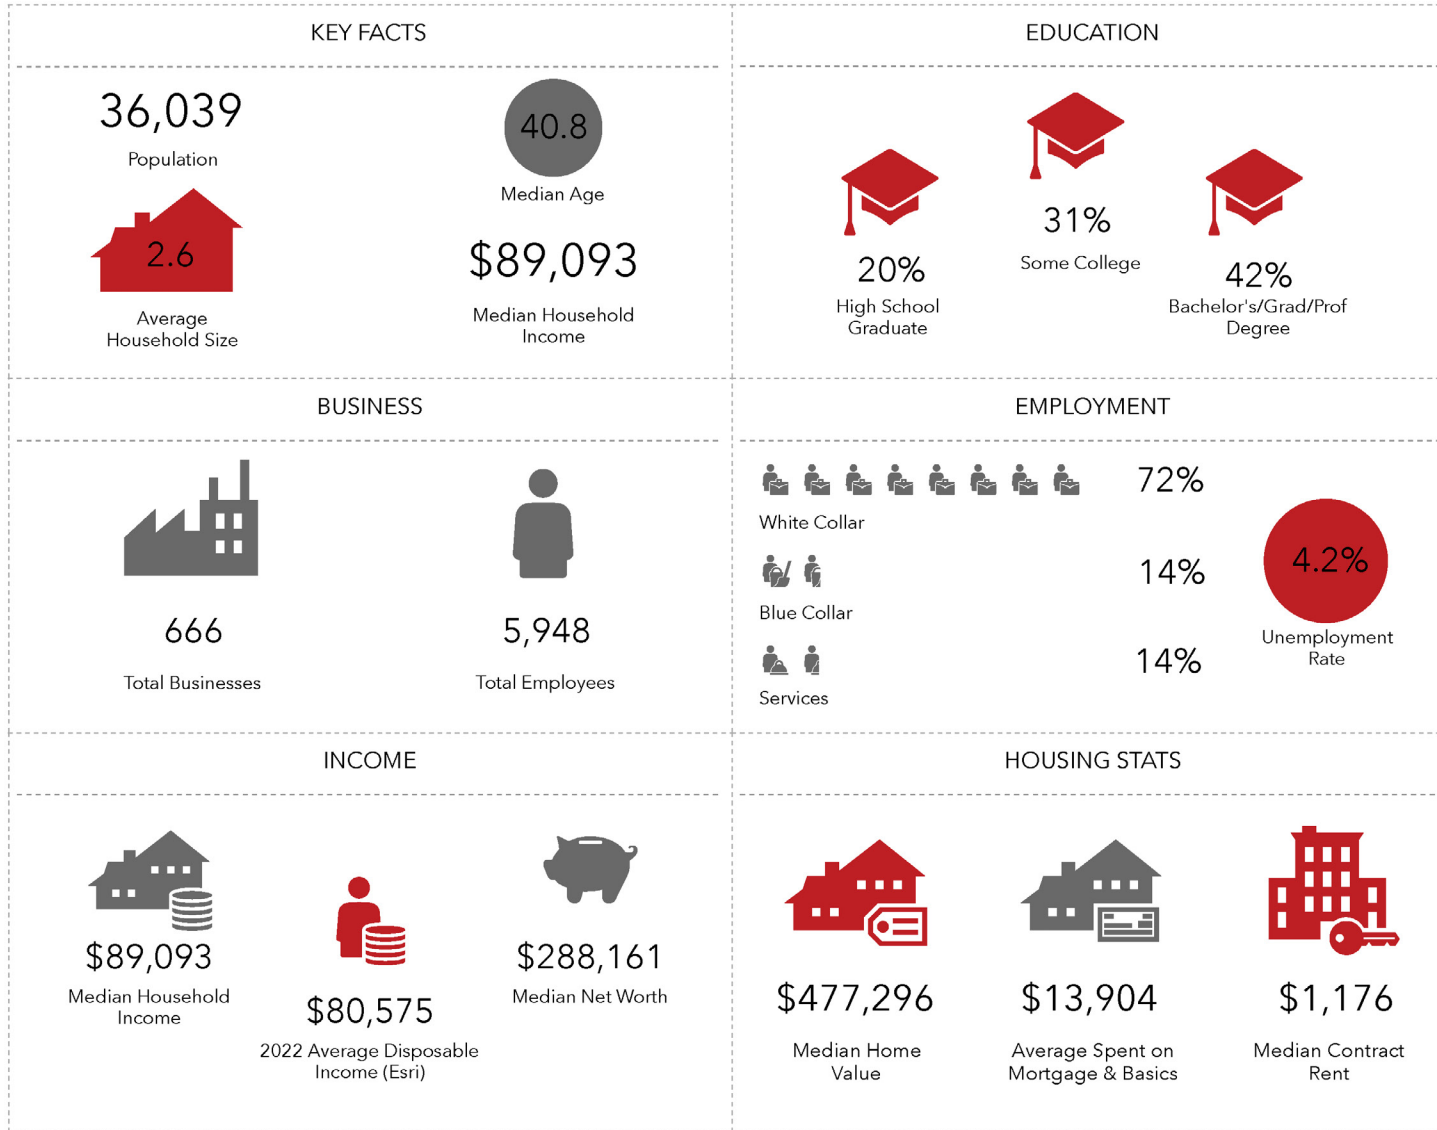 KEY FACTS
36,039
Population
40.8
Median Age
2.6
Average
Household Size
$89,093
Median Household
Income
EDUCATION
20%
High School
Graduate
31%
Some College
42%
Bachelor's/Grad/Prof
Degree
BUSINESS
666
Total Businesses
5,948
Total Employees
EMPLOYMENT
72%
White Collar
14%
Blue Collar
14%
Services
4.2%
Unemployment
Rate
INCOME
$89,093
Median Household
Income
$80,575
2022 Average Disposable
Income (Esri)
$288,161
Median Net Worth
HOUSING STATS
$477,296
Median Home
Value
$13,904
Average Spent on
Mortgage & Basics
$1,176
Median Contract
Rent